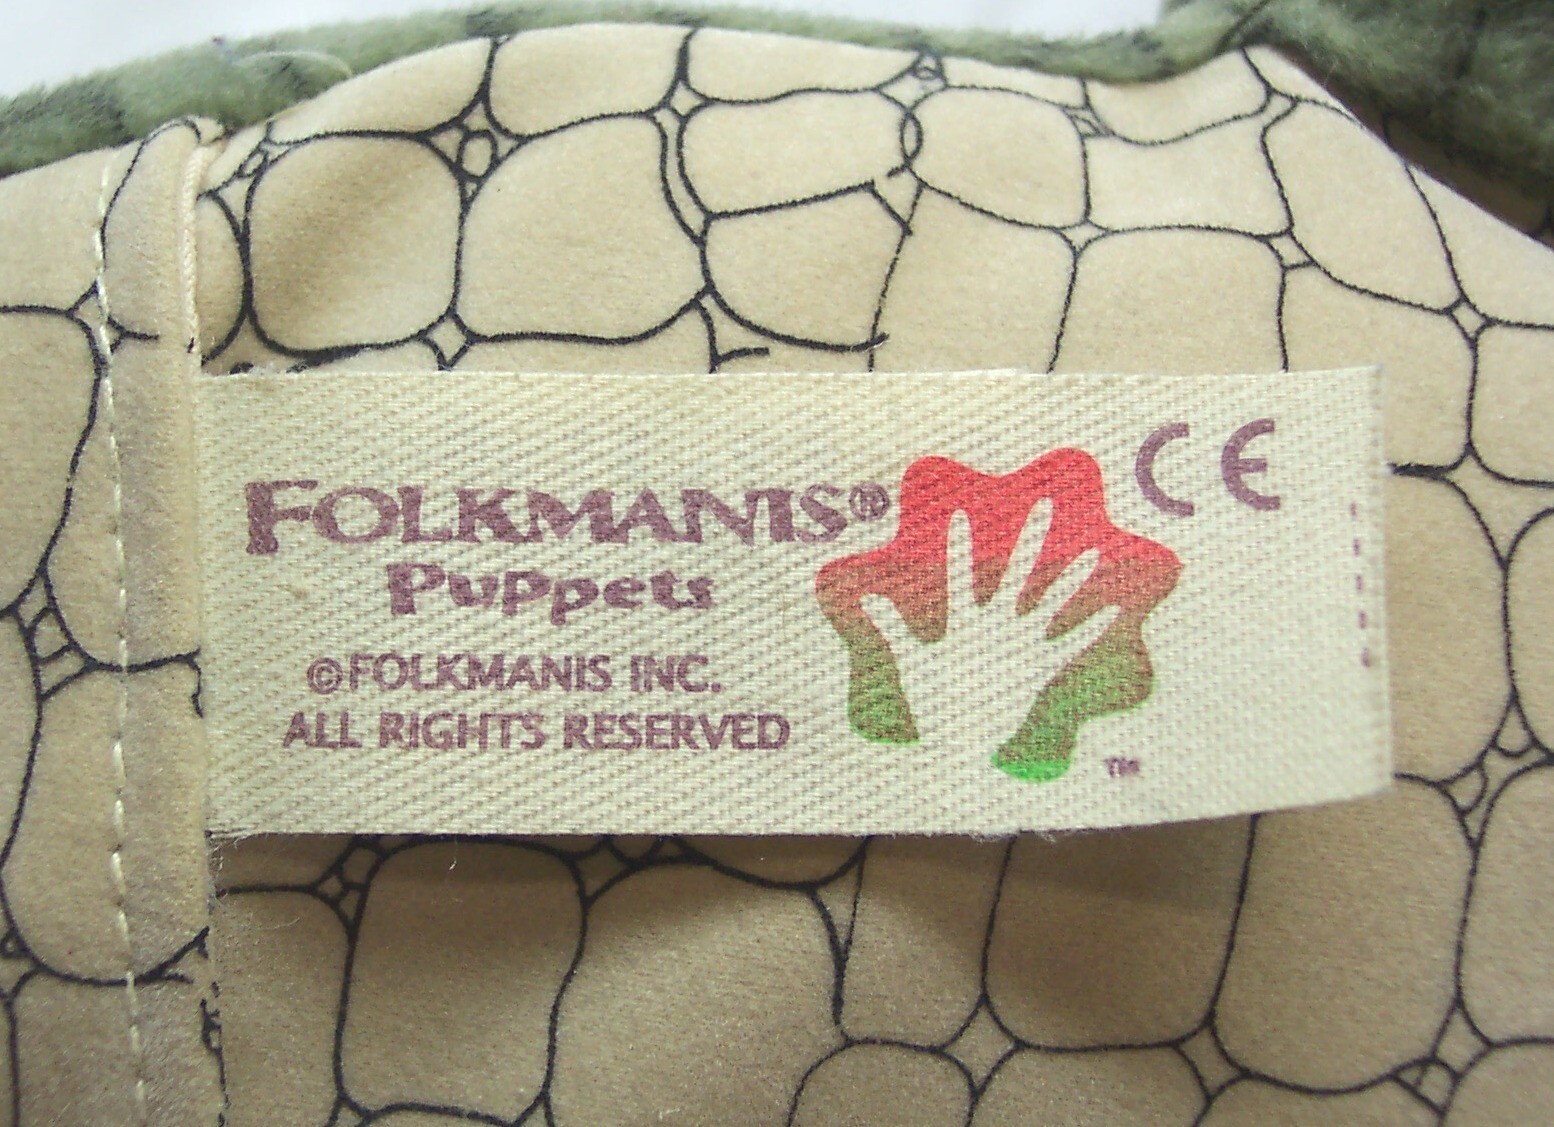 FOLKMANIS®
Puppets
©FOLKMANIS INC.
ALL RIGHTS RESERVED
CE
TM